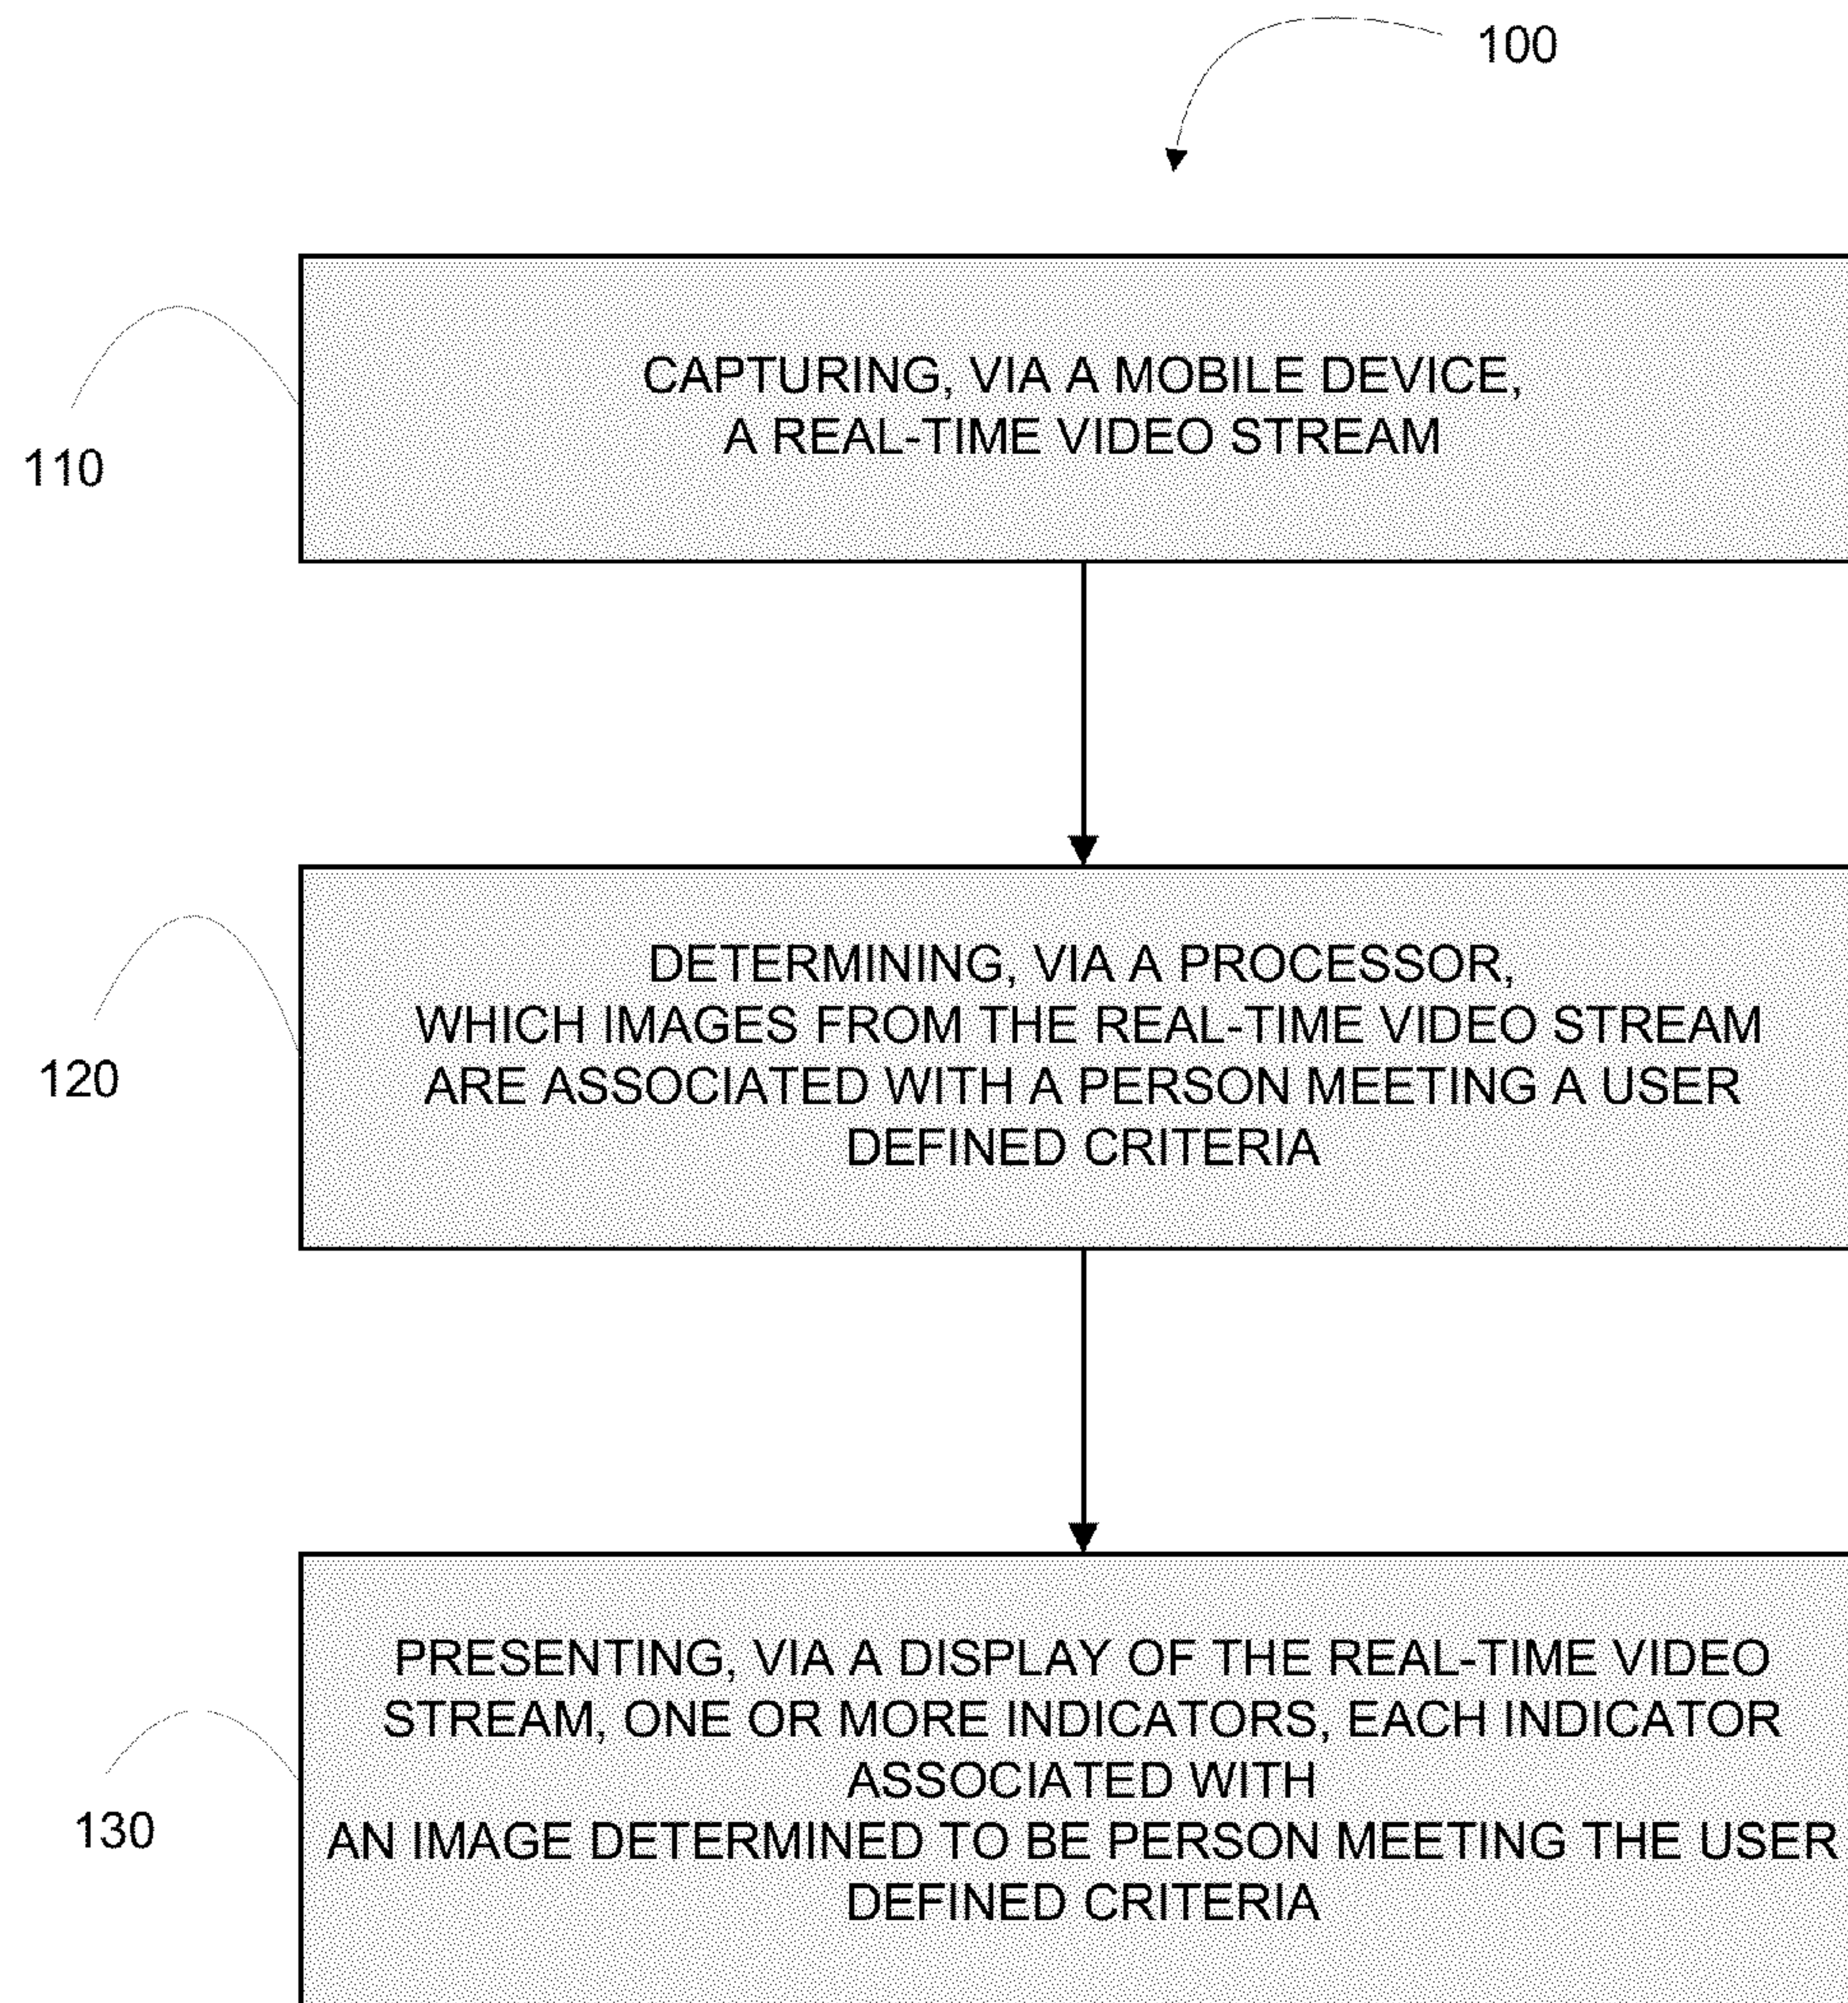 100
110
CAPTURING, VIA A MOBILE DEVICE,
A REAL-TIME VIDEO STREAM
120
DETERMINING, VIA A PROCESSOR,
WHICH IMAGES FROM THE REAL-TIME VIDEO STREAM
ARE ASSOCIATED WITH A PERSON MEETING A USER
DEFINED CRITERIA
130
PRESENTING, VIA A DISPLAY OF THE REAL-TIME VIDEO
STREAM, ONE OR MORE INDICATORS, EACH INDICATOR
ASSOCIATED WITH
AN IMAGE DETERMINED TO BE PERSON MEETING THE USER
DEFINED CRITERIA